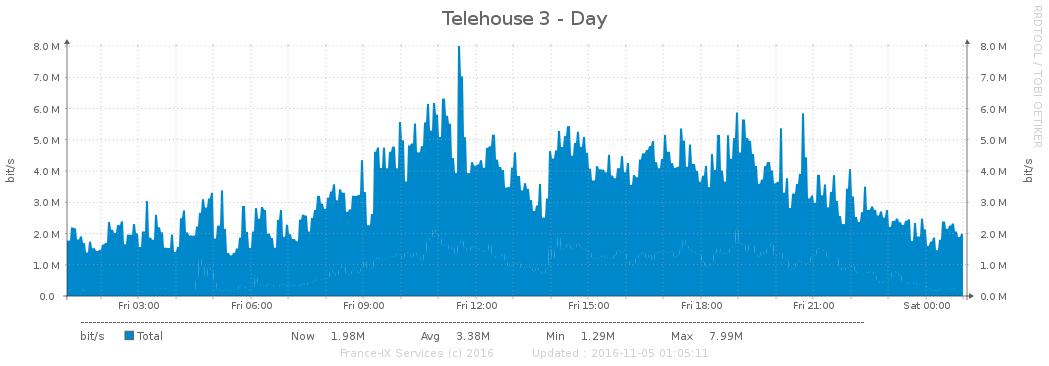 Telehouse 3 - Day
RRDTOOL / TOBI OETIKER
bit/s
8.0 M 8.0 M
7.0 M 7.0 M
6.0 M 6.0 M
5.0 M 5.0 M
4.0 M 4.0 M
3.0 M 3.0 M
2.0 M 2.0 M
1.0 M 1.0 M
0.0 0.0 M
bit/s
Fri 03:00 Fri 06:00 Fri 09:00 Fri 12:00 Fri 15:00 Fri 18:00 Fri 21:00 Sat 00:00
bit/s Total Now 1.98M Avg 3.38M Min 1.29M Max 7.99M
France-IX Services (c) 2016 Updated : 2016-11-05 01:05:11